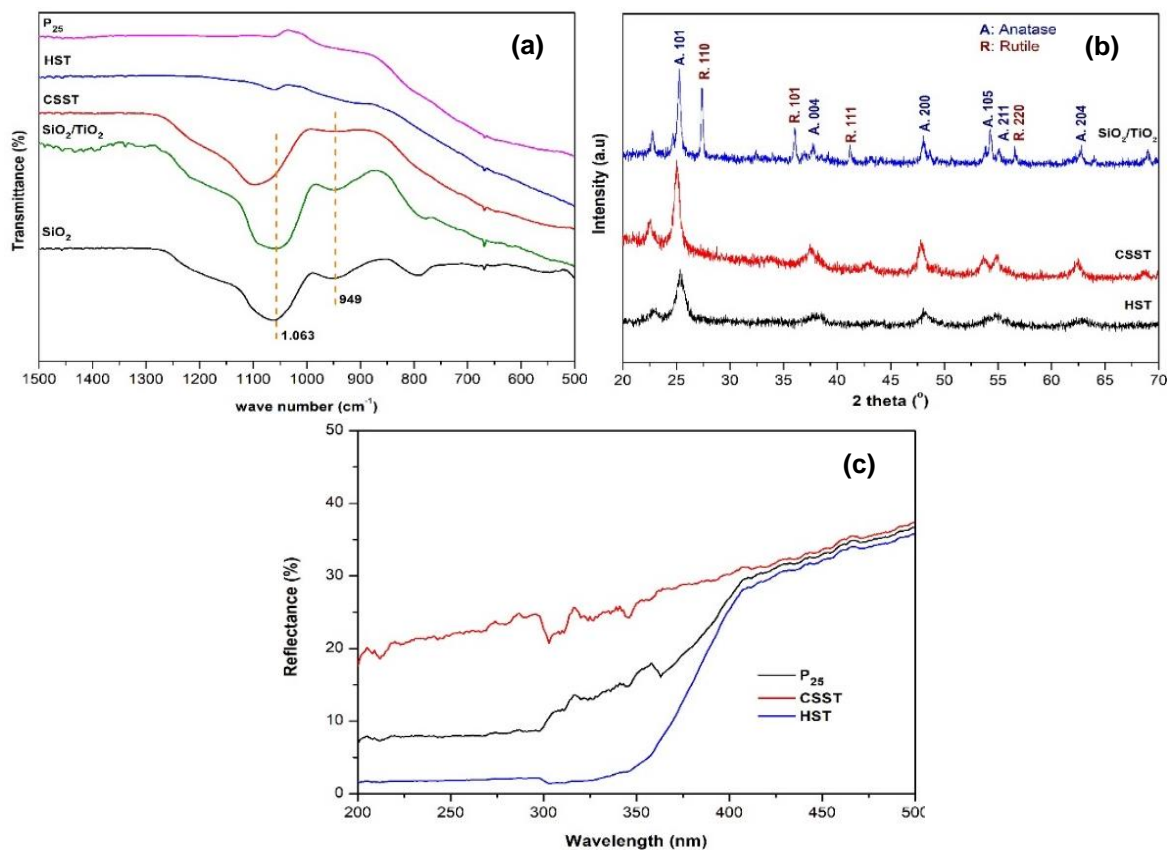 (a)
P₂₅
HST
CSST
SiO₂/TiO₂
SiO₂
949
1.063
Transmittance (%)
1500 1400 1300 1200 1100 1000 900 800 700 600 500
wave number (cm⁻¹)
(b)
A: Anatase
R: Rutile
A. 101
R. 110
R. 101
A. 004
R. 111
A. 200
A. 105
A. 211
R. 220
A. 204
SiO₂/TiO₂
CSST
HST
Intensity (a.u)
20 25 30 35 40 45 50 55 60 65 70
2 theta (°)
(c)
50
40
30
20
10
0
Reflectance (%)
P₂₅
CSST
HST
200 250 300 350 400 450 500
Wavelength (nm)